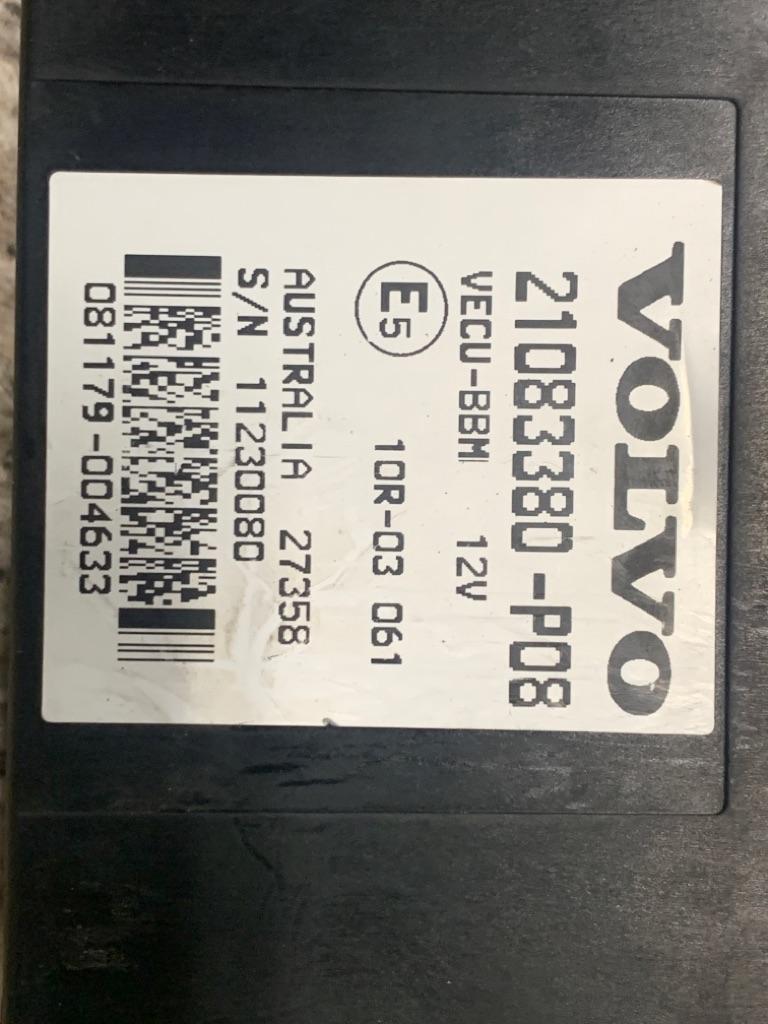 VOLVO
21083380-P08
VECU-BBM 12V
E5 10R-03 061
AUSTRALIA 27358
S/N 11230080
081179-004633